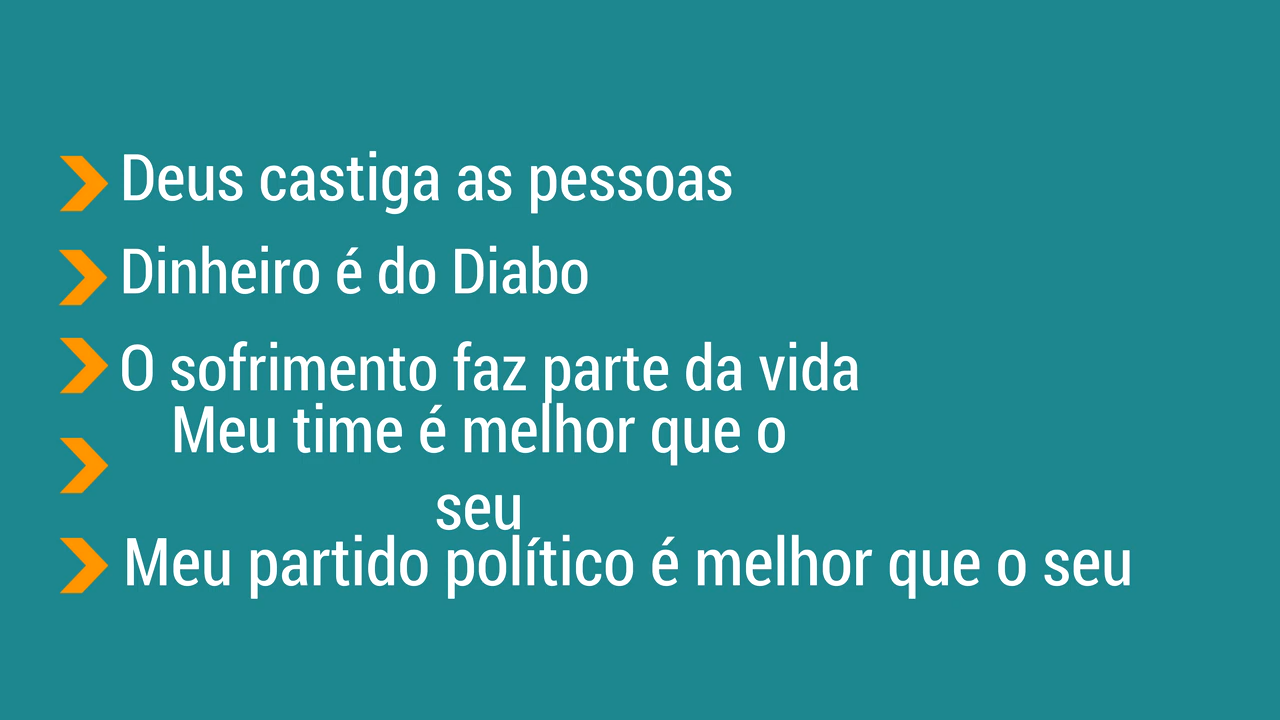 Deus castiga as pessoas
Dinheiro é do Diabo
O sofrimento faz parte da vida
Meu time é melhor que o
seu
Meu partido político é melhor que o seu